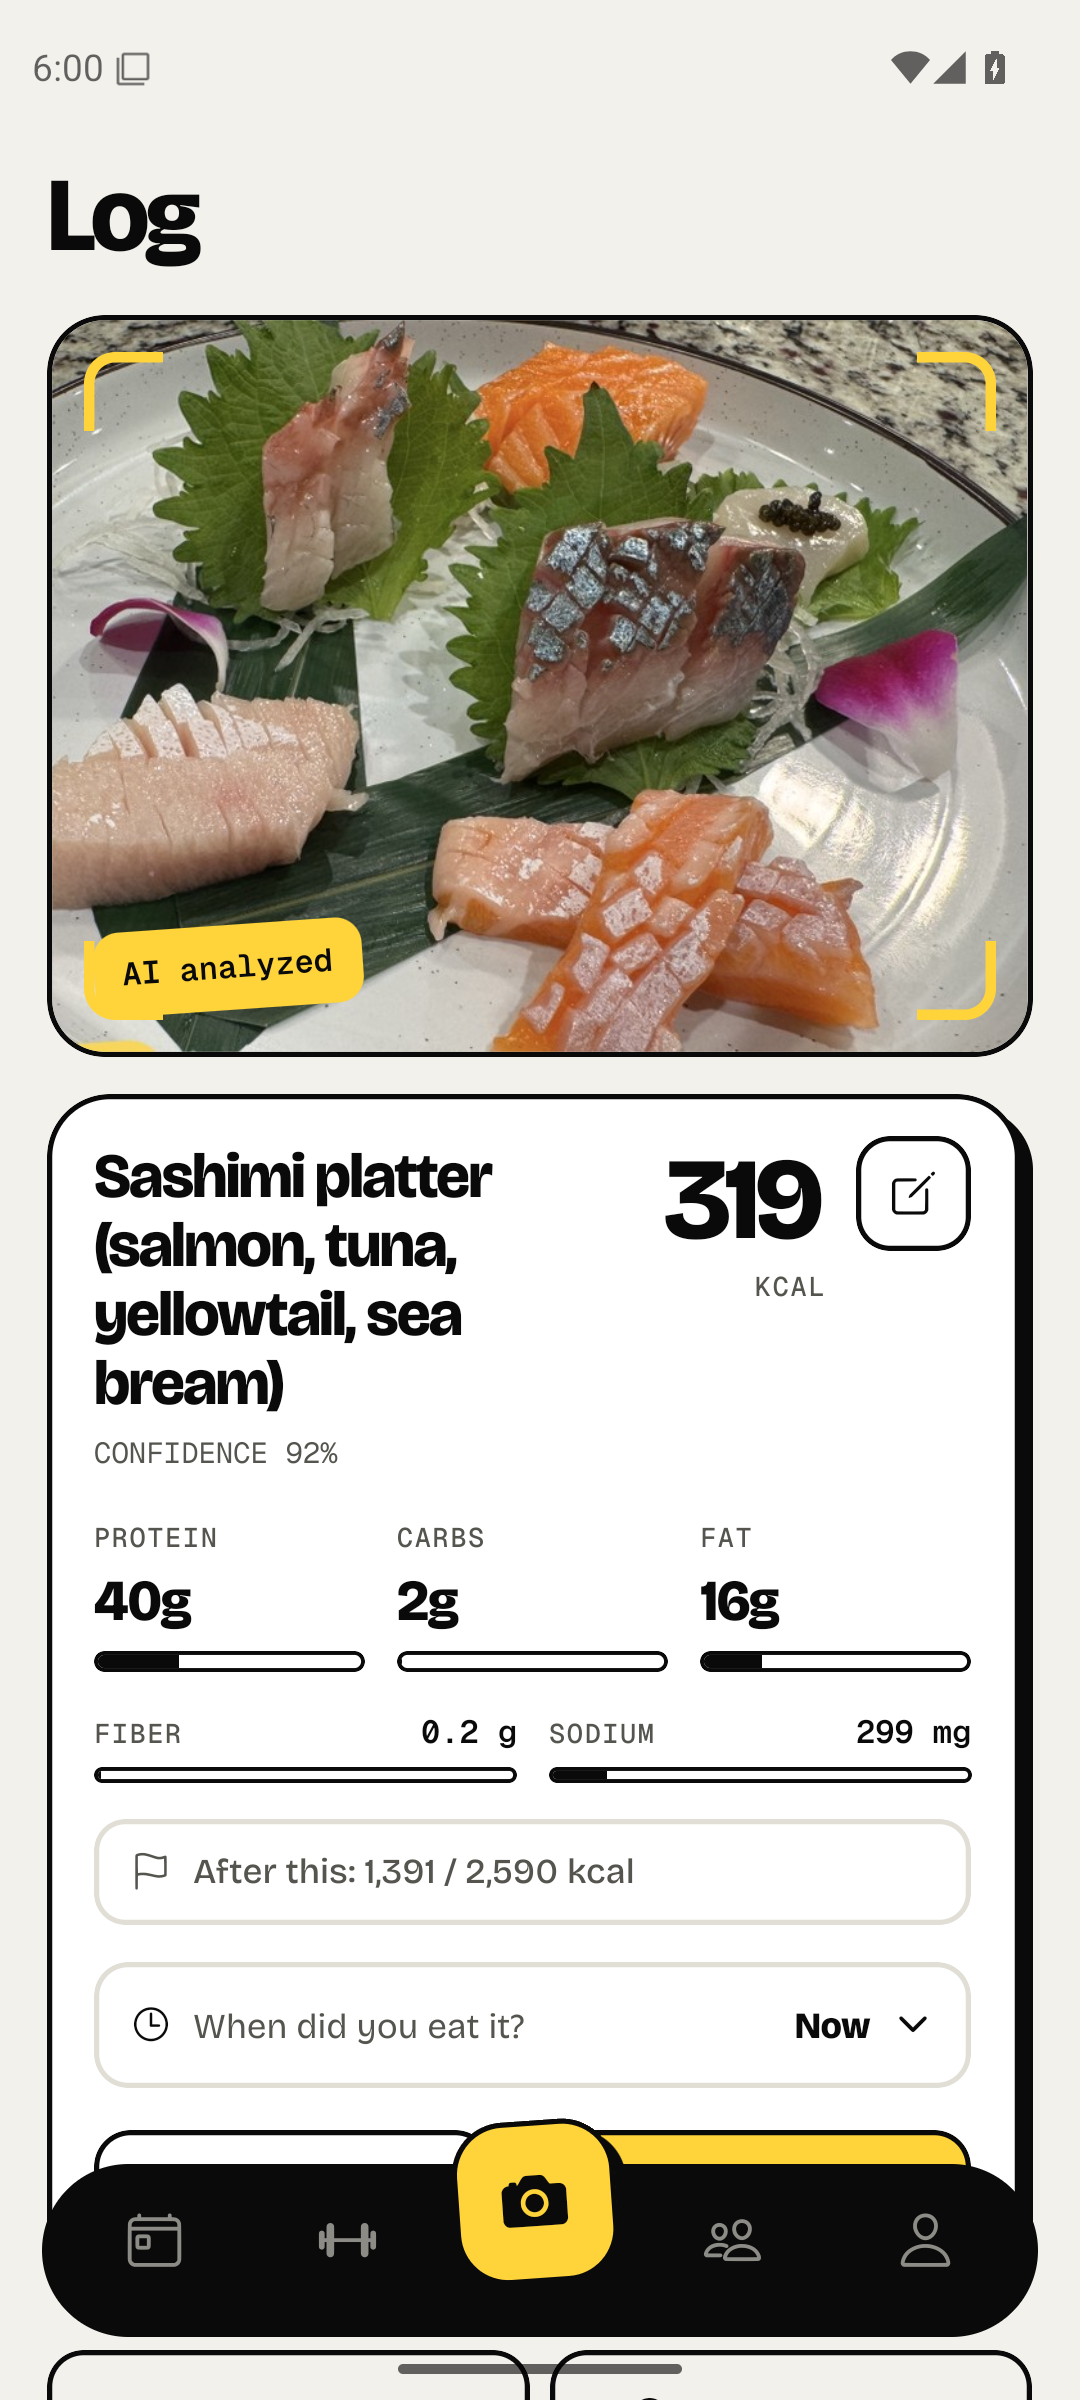 6:00
Log
AI analyzed
Sashimi platter
(salmon, tuna,
yellowtail, sea
bream)
319
KCAL
CONFIDENCE 92%
PROTEIN CARBS FAT
40g 2g 16g
FIBER 0.2 g SODIUM 299 mg
After this: 1,391 / 2,590 kcal
When did you eat it? Now